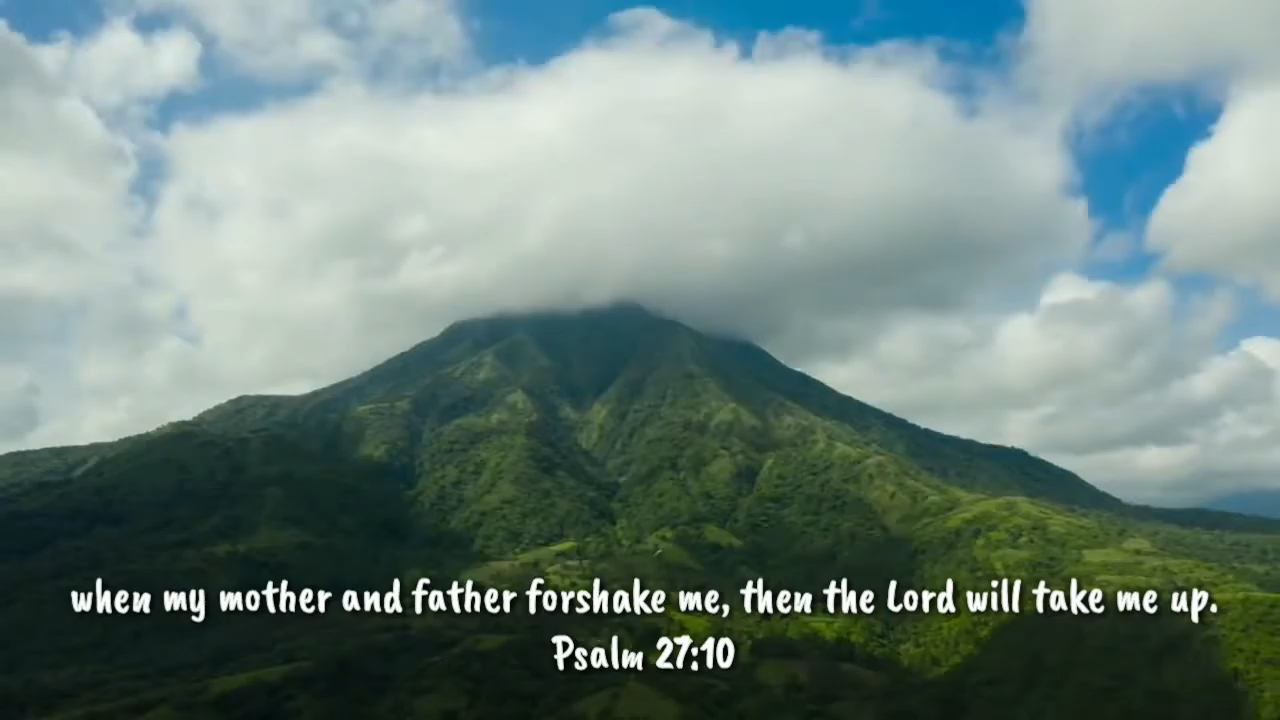 when my mother and father forshake me, then the Lord will take me up.
Psalm 27:10